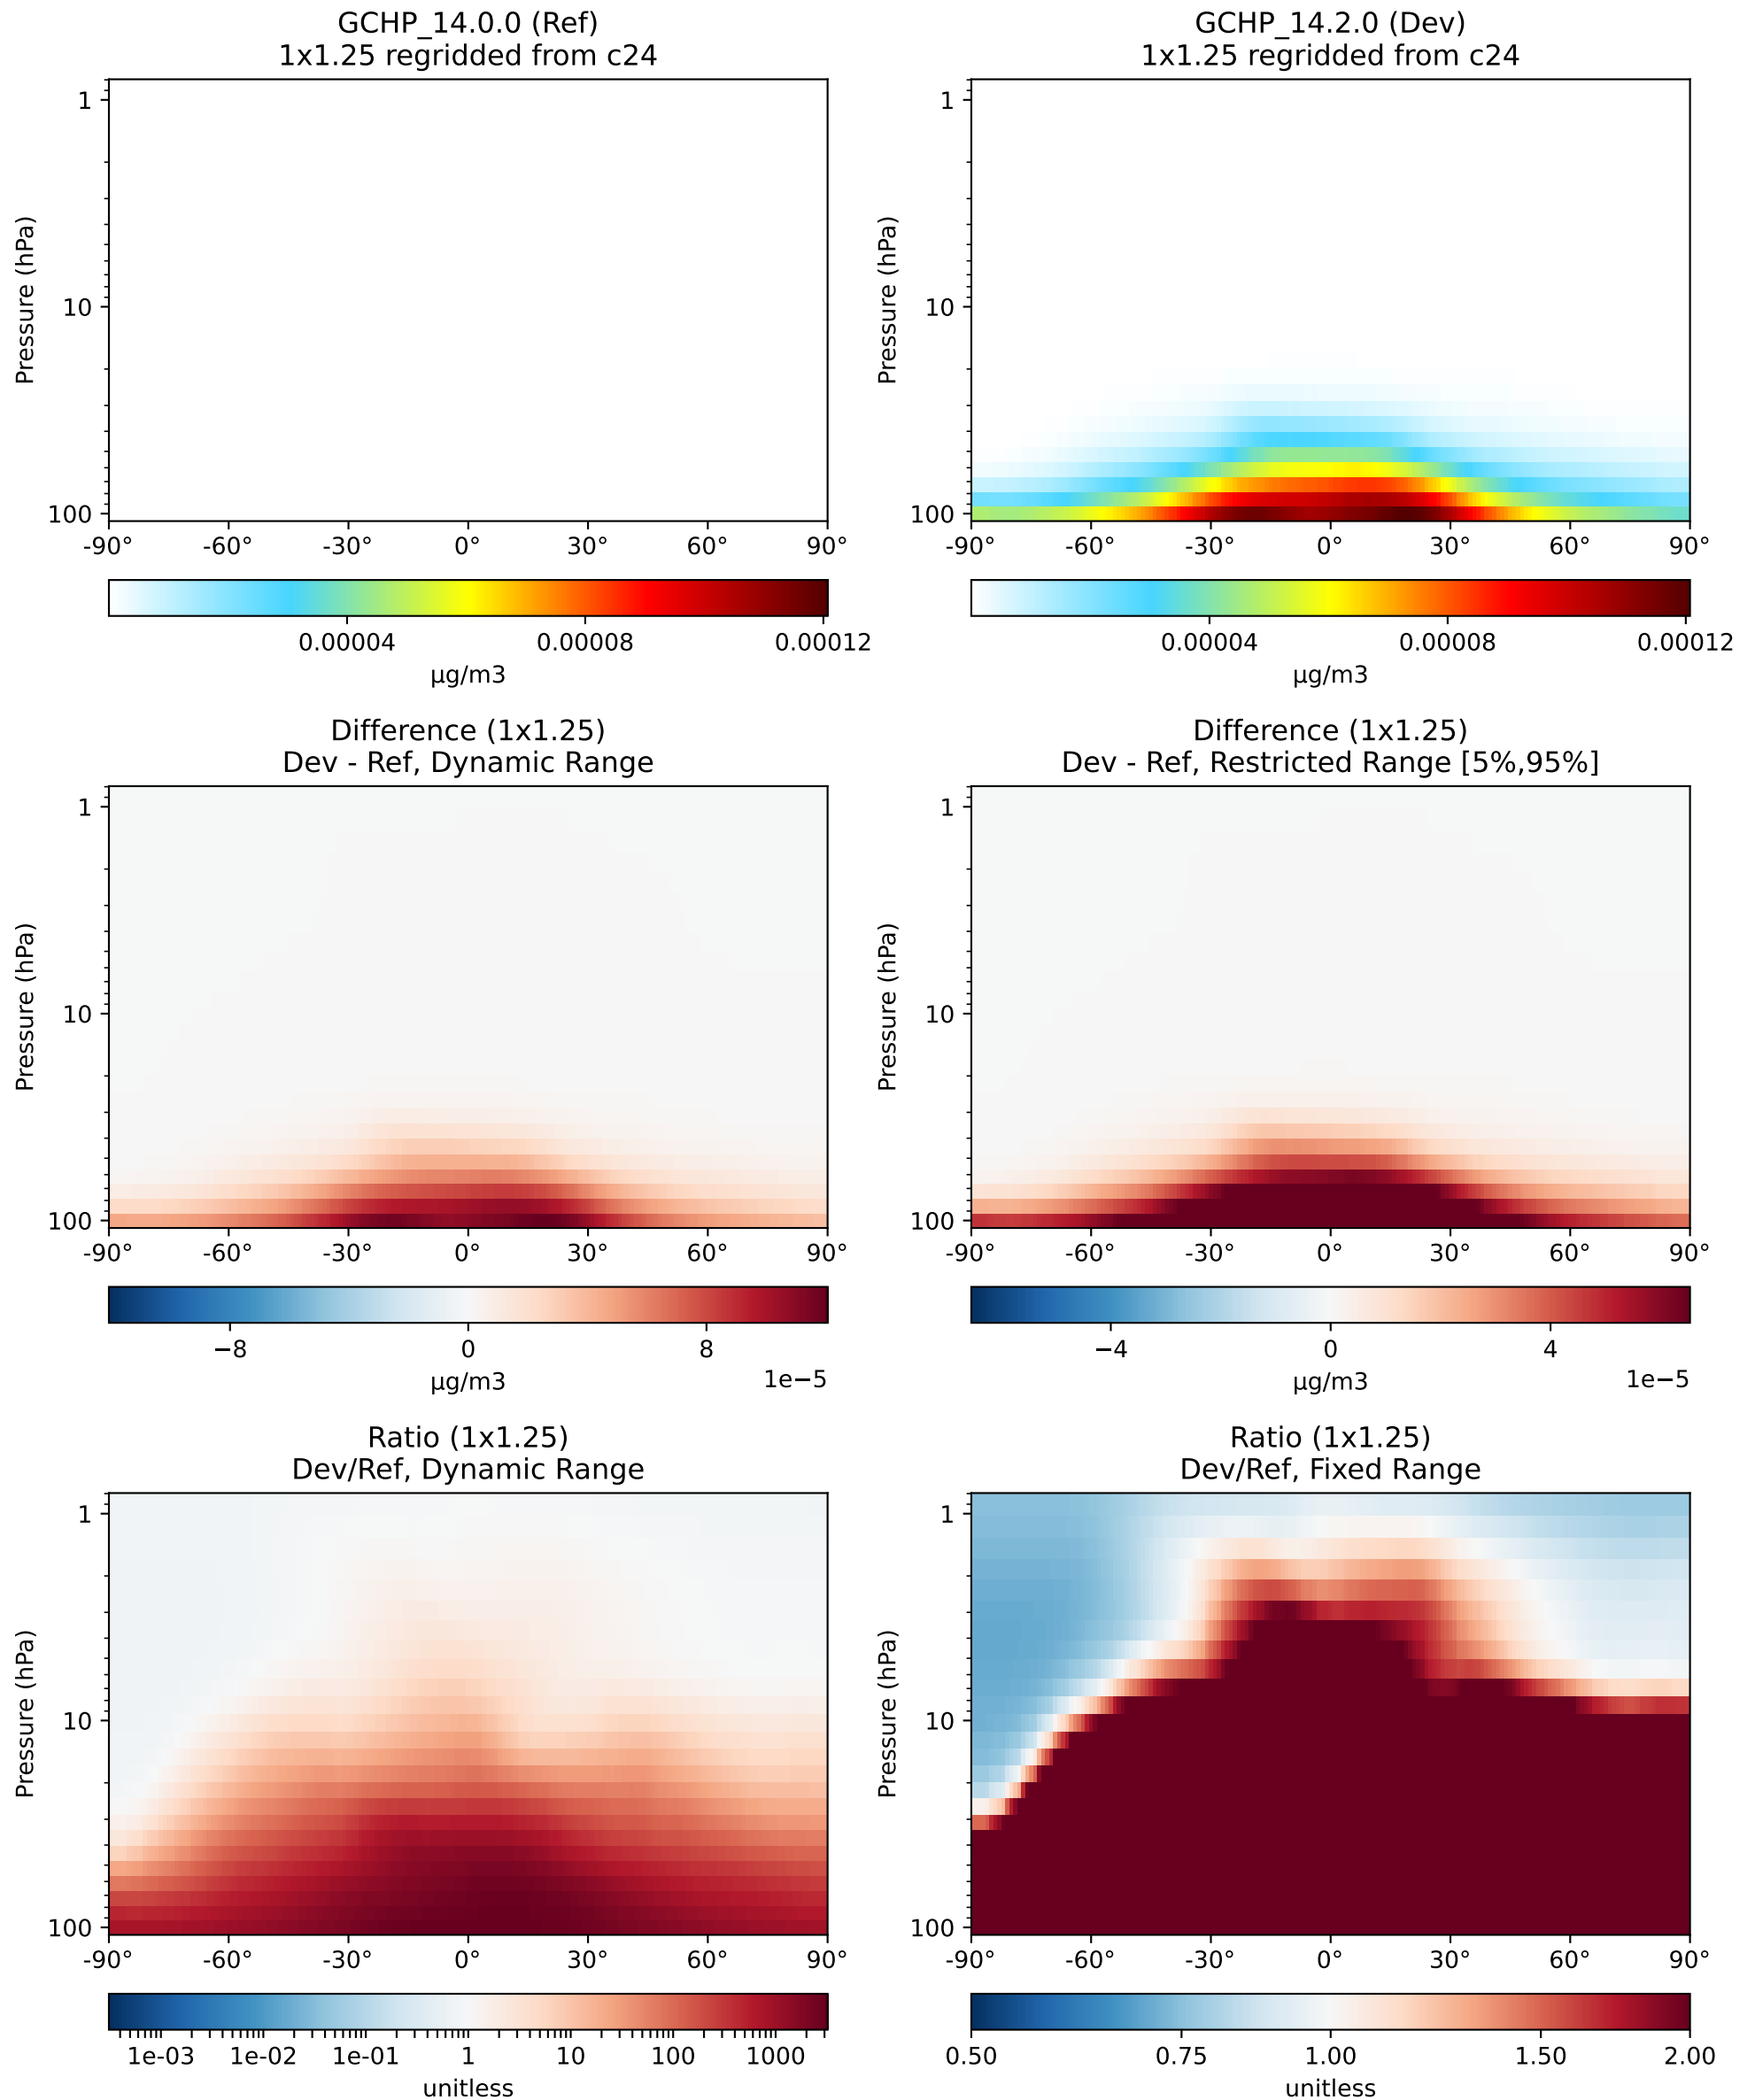 GCHP_14.0.0 (Ref)
1x1.25 regridded from c24
Pressure (hPa)
1
10
100
-90° -60° -30° 0° 30° 60° 90°
0.00004 0.00008 0.00012
µg/m3
GCHP_14.2.0 (Dev)
1x1.25 regridded from c24
Pressure (hPa)
1
10
100
-90° -60° -30° 0° 30° 60° 90°
0.00004 0.00008 0.00012
µg/m3
Difference (1x1.25)
Dev - Ref, Dynamic Range
Pressure (hPa)
1
10
100
-90° -60° -30° 0° 30° 60° 90°
−8 0 8
µg/m3 1e−5
Difference (1x1.25)
Dev - Ref, Restricted Range [5%,95%]
Pressure (hPa)
1
10
100
-90° -60° -30° 0° 30° 60° 90°
−4 0 4
µg/m3 1e−5
Ratio (1x1.25)
Dev/Ref, Dynamic Range
Pressure (hPa)
1
10
100
-90° -60° -30° 0° 30° 60° 90°
1e-03 1e-02 1e-01 1 10 100 1000
unitless
Ratio (1x1.25)
Dev/Ref, Fixed Range
Pressure (hPa)
1
10
100
-90° -60° -30° 0° 30° 60° 90°
0.50 0.75 1.00 1.50 2.00
unitless